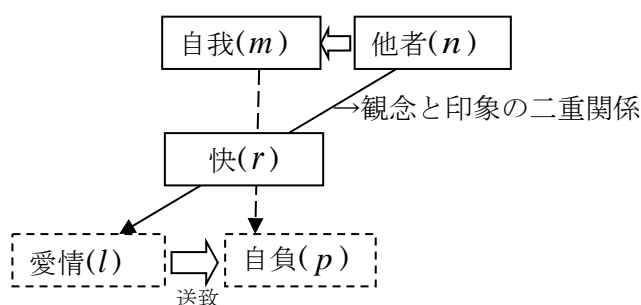 自我(m)
他者(n)
→観念と印象の二重関係
快(r)
愛情(l)
自負(p)
送致